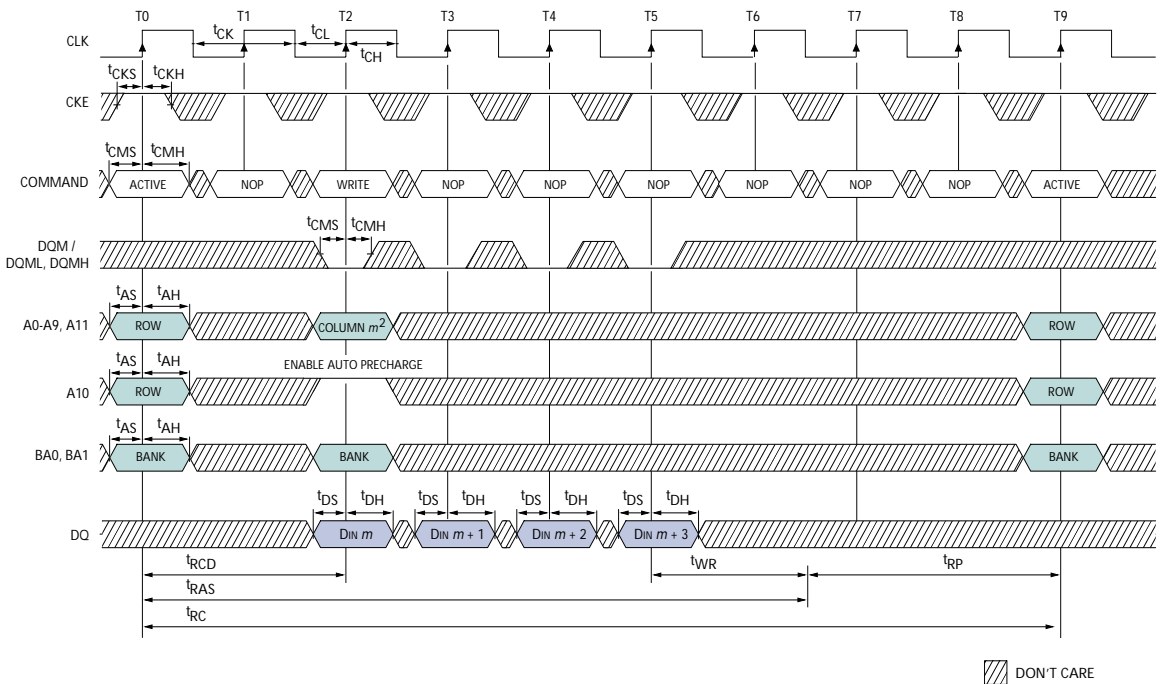 T0 T1 T2 T3 T4 T5 T6 T7 T8 T9
CLK
tCK tCL
tCH
tCKS tCKH
CKE
tCMS tCMH
COMMAND ACTIVE NOP WRITE NOP NOP NOP NOP NOP NOP ACTIVE
tCMS tCMH
DQM /
DQML, DQMH
tAS tAH
A0-A9, A11 ROW COLUMN m2 ROW
tAS tAH ENABLE AUTO PRECHARGE
A10 ROW ROW
tAS tAH
BA0, BA1 BANK BANK BANK
tDS tDH tDS tDH tDS tDH tDS tDH
DQ DIN m DIN m + 1 DIN m + 2 DIN m + 3
tRCD tWR tRP
tRAS
tRC
DON'T CARE